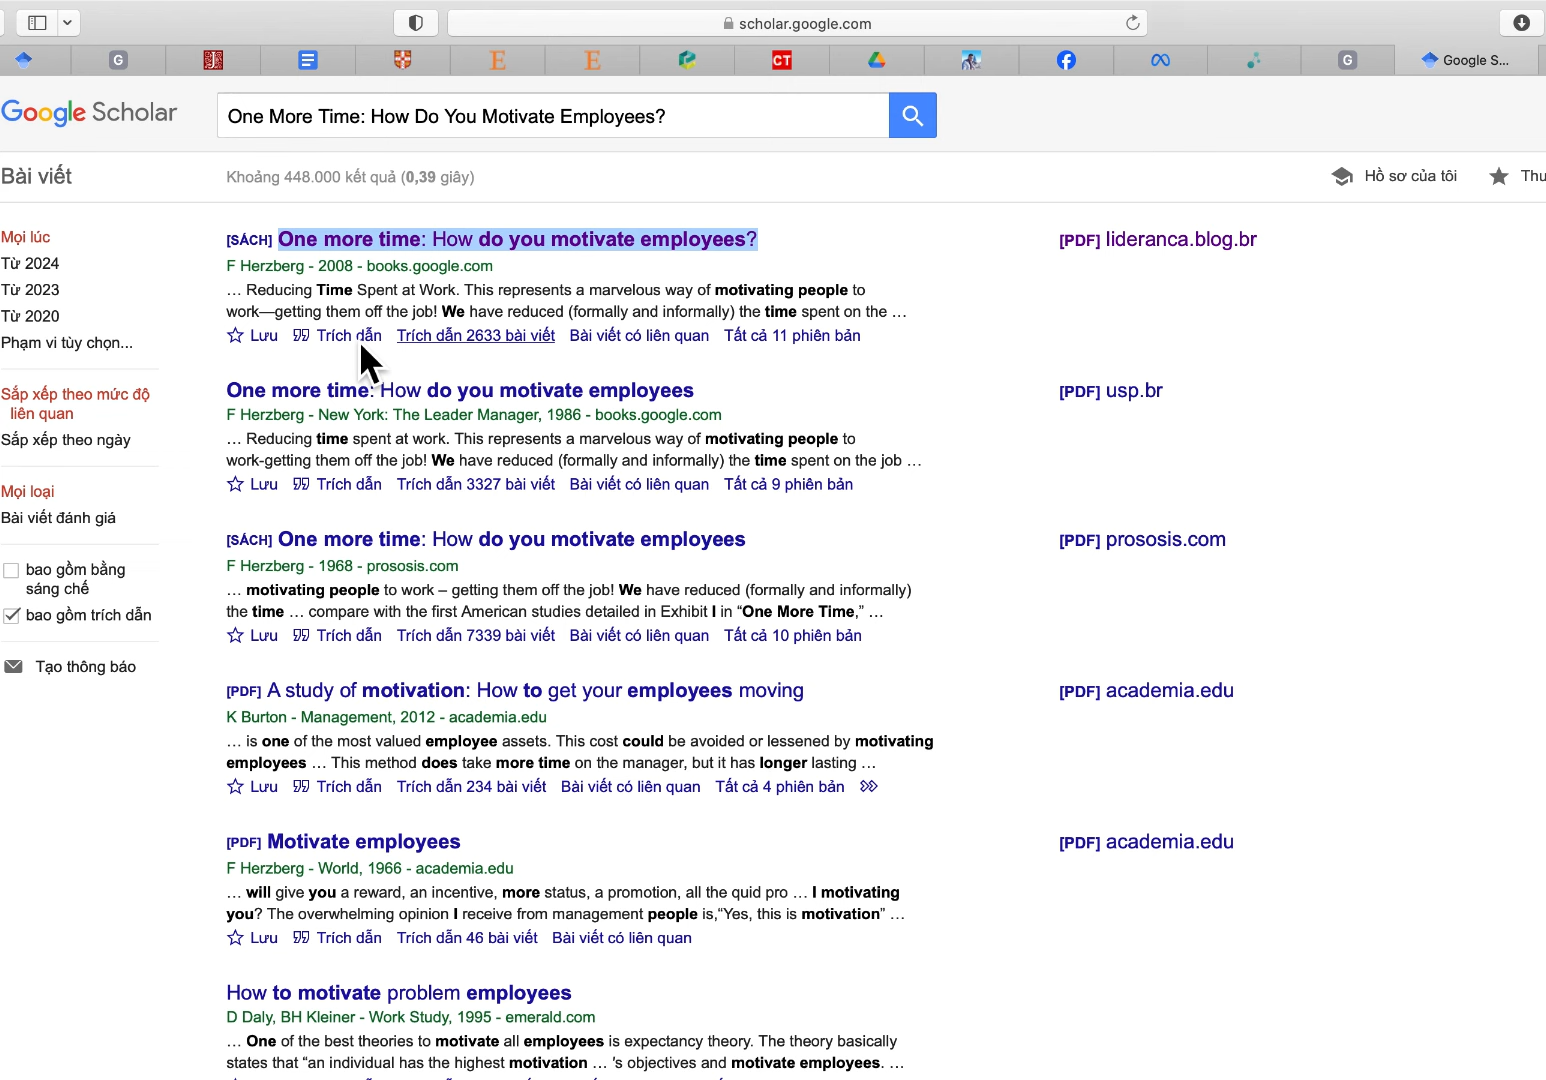 scholar.google.com
G
E
E
CT
G
Google S...
Google Scholar
One More Time: How Do You Motivate Employees?
Bài viết
Khoảng 448.000 kết quả (0,39 giây)
Hồ sơ của tôi
Thư
Mọi lúc
Từ 2024
Từ 2023
Từ 2020
Phạm vi tùy chọn...
Sắp xếp theo mức độ
liên quan
Sắp xếp theo ngày
Mọi loại
Bài viết đánh giá
bao gồm bằng
sáng chế
bao gồm trích dẫn
Tạo thông báo
[SÁCH] One more time: How do you motivate employees?
[PDF] lideranca.blog.br
F Herzberg - 2008 - books.google.com
... Reducing Time Spent at Work. This represents a marvelous way of motivating people to
work—getting them off the job! We have reduced (formally and informally) the time spent on the ...
Lưu Trích dẫn Trích dẫn 2633 bài viết Bài viết có liên quan Tất cả 11 phiên bản
One more time: How do you motivate employees
[PDF] usp.br
F Herzberg - New York: The Leader Manager, 1986 - books.google.com
... Reducing time spent at work. This represents a marvelous way of motivating people to
work-getting them off the job! We have reduced (formally and informally) the time spent on the job ...
Lưu Trích dẫn Trích dẫn 3327 bài viết Bài viết có liên quan Tất cả 9 phiên bản
[SÁCH] One more time: How do you motivate employees
[PDF] prososis.com
F Herzberg - 1968 - prososis.com
... motivating people to work – getting them off the job! We have reduced (formally and informally)
the time ... compare with the first American studies detailed in Exhibit I in “One More Time,” ...
Lưu Trích dẫn Trích dẫn 7339 bài viết Bài viết có liên quan Tất cả 10 phiên bản
[PDF] A study of motivation: How to get your employees moving
[PDF] academia.edu
K Burton - Management, 2012 - academia.edu
... is one of the most valued employee assets. This cost could be avoided or lessened by motivating
employees ... This method does take more time on the manager, but it has longer lasting ...
Lưu Trích dẫn Trích dẫn 234 bài viết Bài viết có liên quan Tất cả 4 phiên bản
[PDF] Motivate employees
[PDF] academia.edu
F Herzberg - World, 1966 - academia.edu
... will give you a reward, an incentive, more status, a promotion, all the quid pro ... I motivating
you? The overwhelming opinion I receive from management people is,“Yes, this is motivation” ...
Lưu Trích dẫn Trích dẫn 46 bài viết Bài viết có liên quan
How to motivate problem employees
D Daly, BH Kleiner - Work Study, 1995 - emerald.com
... One of the best theories to motivate all employees is expectancy theory. The theory basically
states that “an individual has the highest motivation ... 's objectives and motivate employees. ...